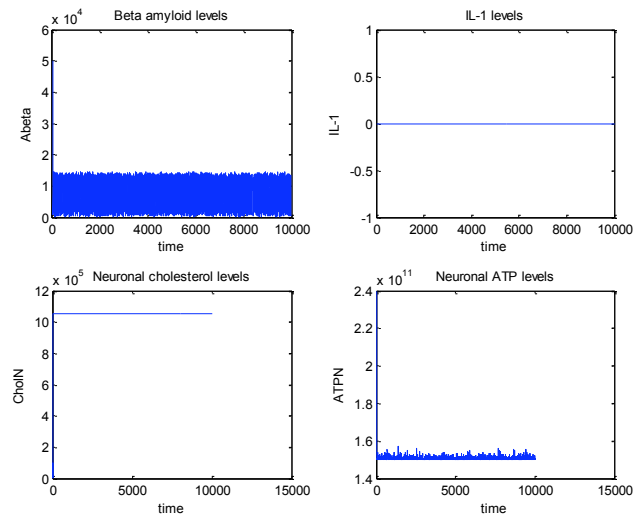 Beta amyloid levels
x 10^4
6
5
4
3
2
1
0
Abeta
0 2000 4000 6000 8000 10000
time
IL-1 levels
1
0.5
0
-0.5
-1
IL-1
0 2000 4000 6000 8000 10000
time
Neuronal cholesterol levels
x 10^5
12
10
8
6
4
2
0
CholN
0 5000 10000 15000
time
Neuronal ATP levels
x 10^11
2.4
2.2
2
1.8
1.6
1.4
ATPN
0 5000 10000 15000
time